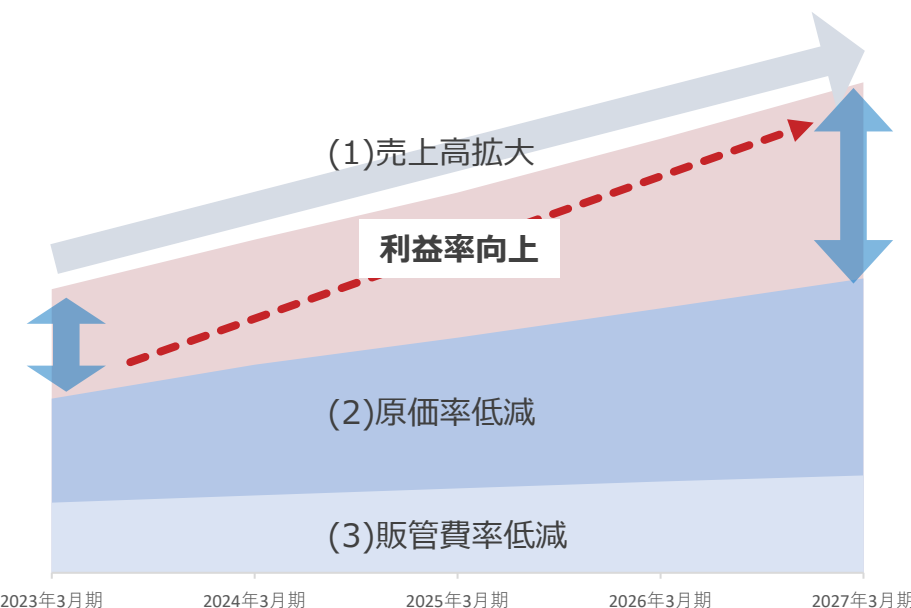 (1)売上高拡大
利益率向上
(2)原価率低減
(3)販管費率低減
2023年3月期
2024年3月期
2025年3月期
2026年3月期
2027年3月期